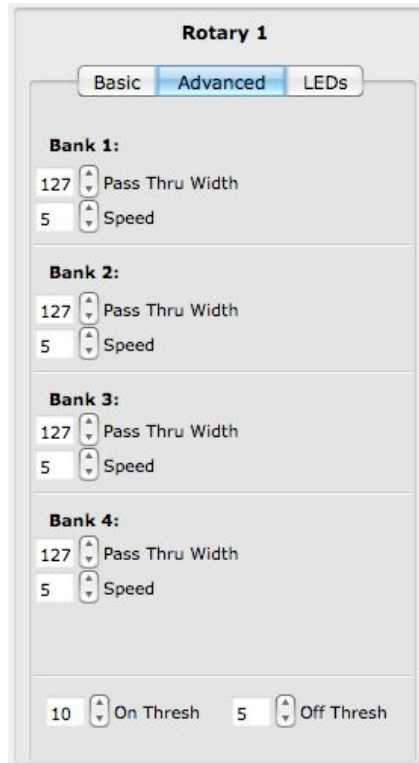 Rotary 1
Basic Advanced LEDs
Bank 1:
127 Pass Thru Width
5 Speed
Bank 2:
127 Pass Thru Width
5 Speed
Bank 3:
127 Pass Thru Width
5 Speed
Bank 4:
127 Pass Thru Width
5 Speed
10 On Thresh 5 Off Thresh